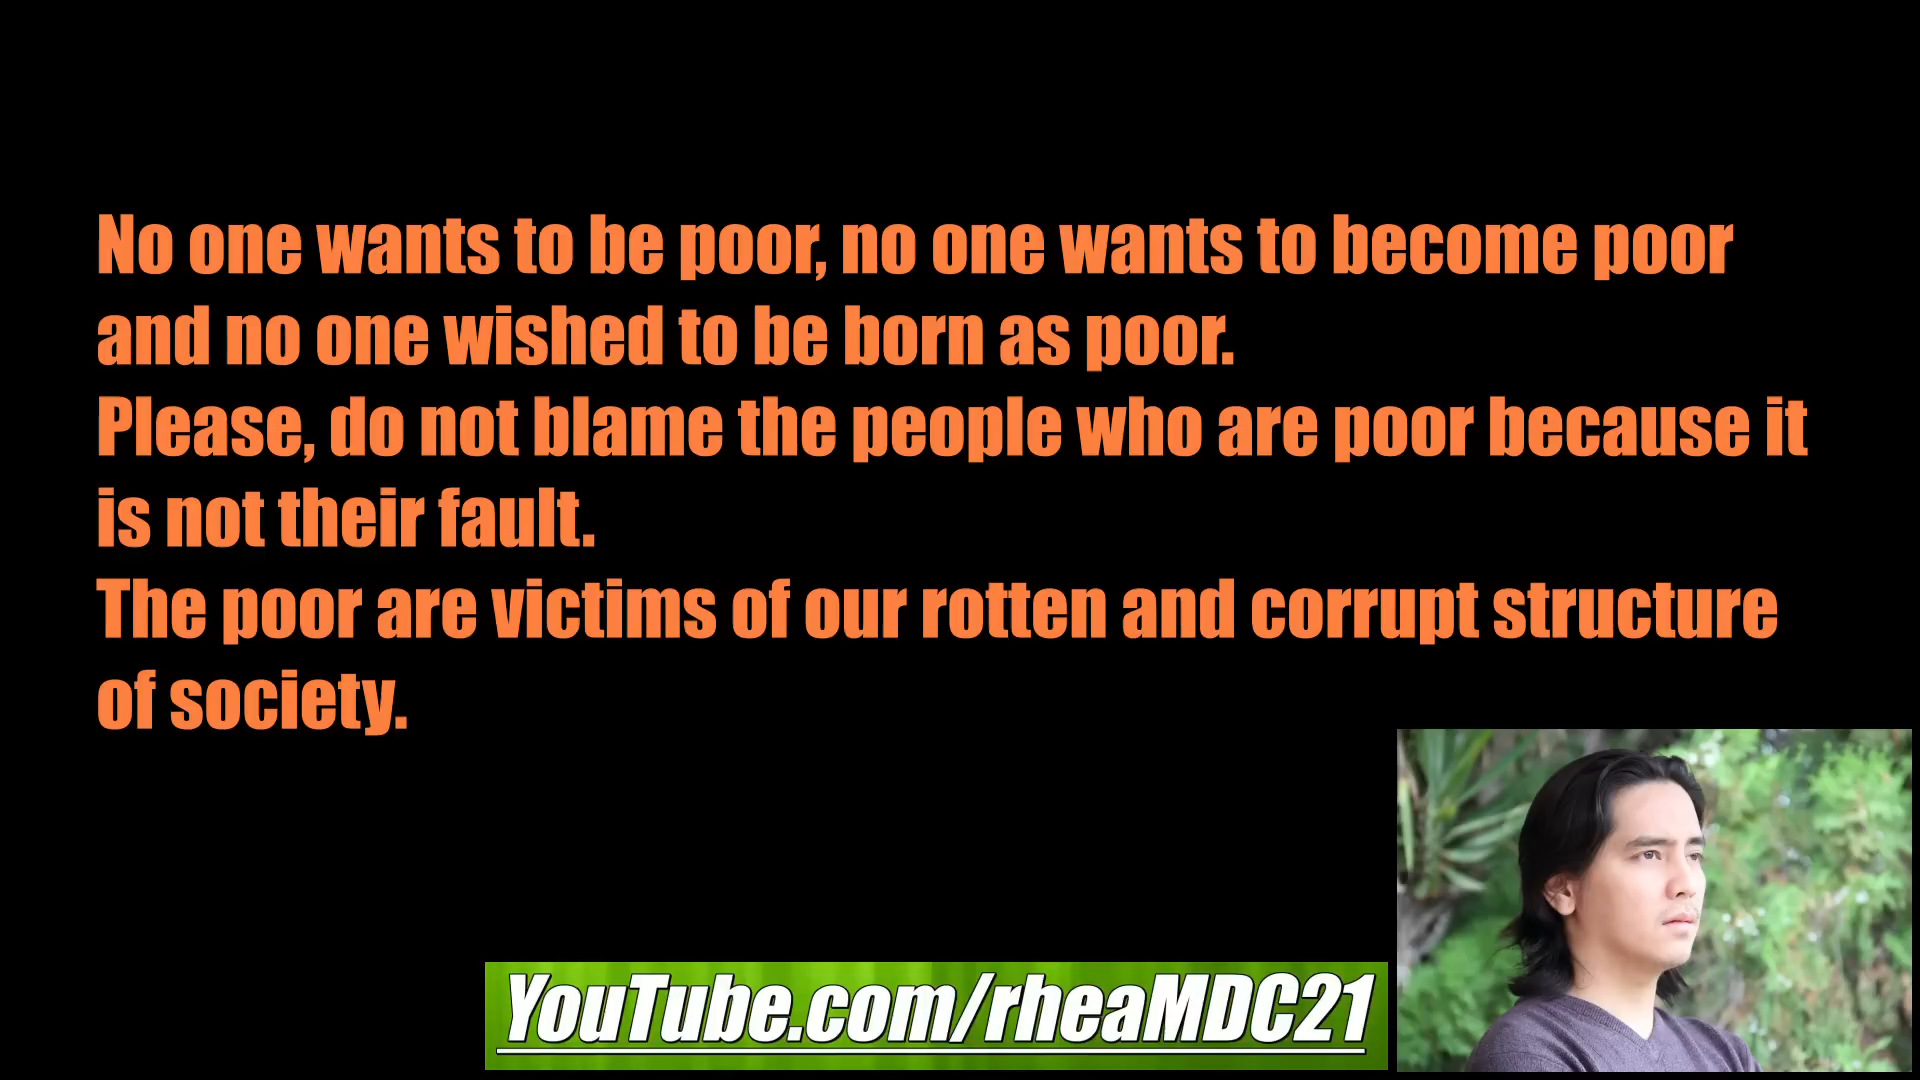 No one wants to be poor, no one wants to become poor
and no one wished to be born as poor.
Please, do not blame the people who are poor because it
is not their fault.
The poor are victims of our rotten and corrupt structure
of society.
YouTube.com/rheaMDC21